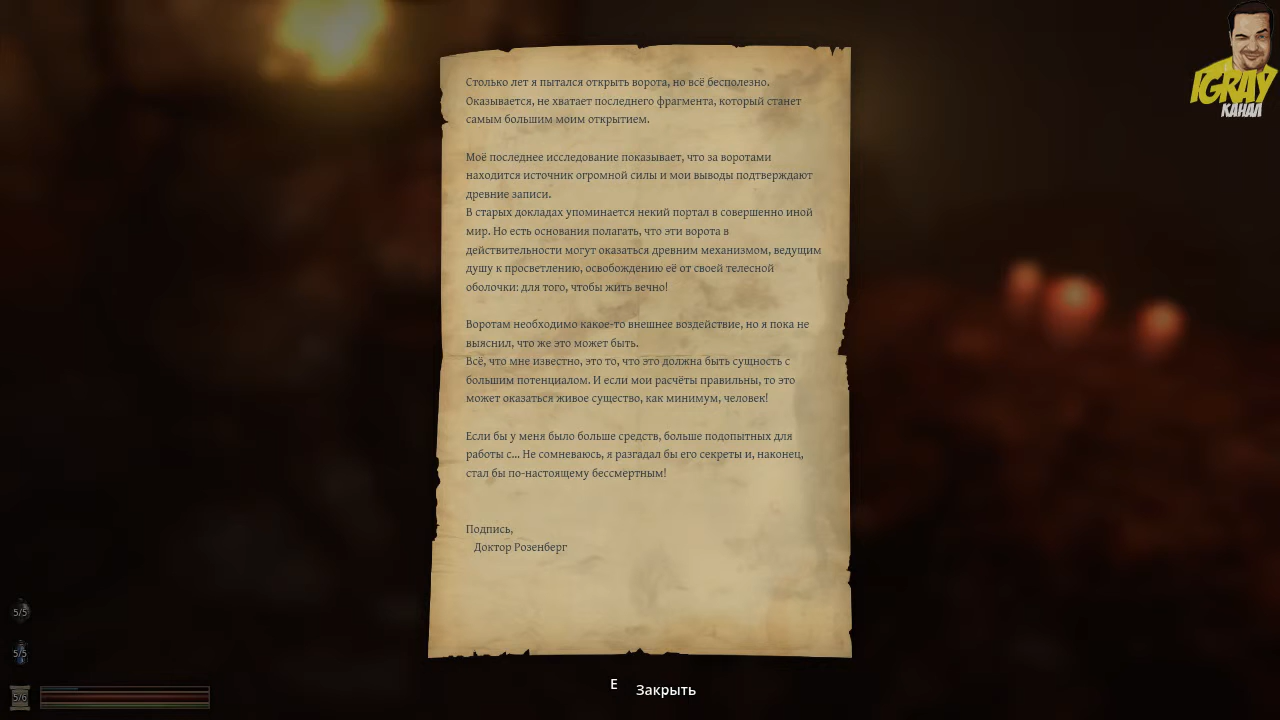 IGRAY
КАНАЛ
Столько лет я пытался открыть ворота, но всё бесполезно.
Оказывается, не хватает последнего фрагмента, который станет
самым большим моим открытием.
Моё последнее исследование показывает, что за воротами
находится источник огромной силы и мои выводы подтверждают
древние записи.
В старых докладах упоминается некий портал в совершенно иной
мир. Но есть основания полагать, что эти ворота в
действительности могут оказаться древним механизмом, ведущим
душу к просветлению, освобождению её от своей телесной
оболочки: для того, чтобы жить вечно!
Воротам необходимо какое-то внешнее воздействие, но я пока не
выяснил, что же это может быть.
Всё, что мне известно, это то, что это должна быть сущность с
большим потенциалом. И если мои расчёты правильны, то это
может оказаться живое существо, как минимум, человек!
Если бы у меня было больше средств, больше подопытных для
работы с... Не сомневаюсь, я разгадал бы его секреты и, наконец,
стал бы по-настоящему бессмертным!
Подпись,
Доктор Розенберг
5/5
5/5
5/6
E Закрыть